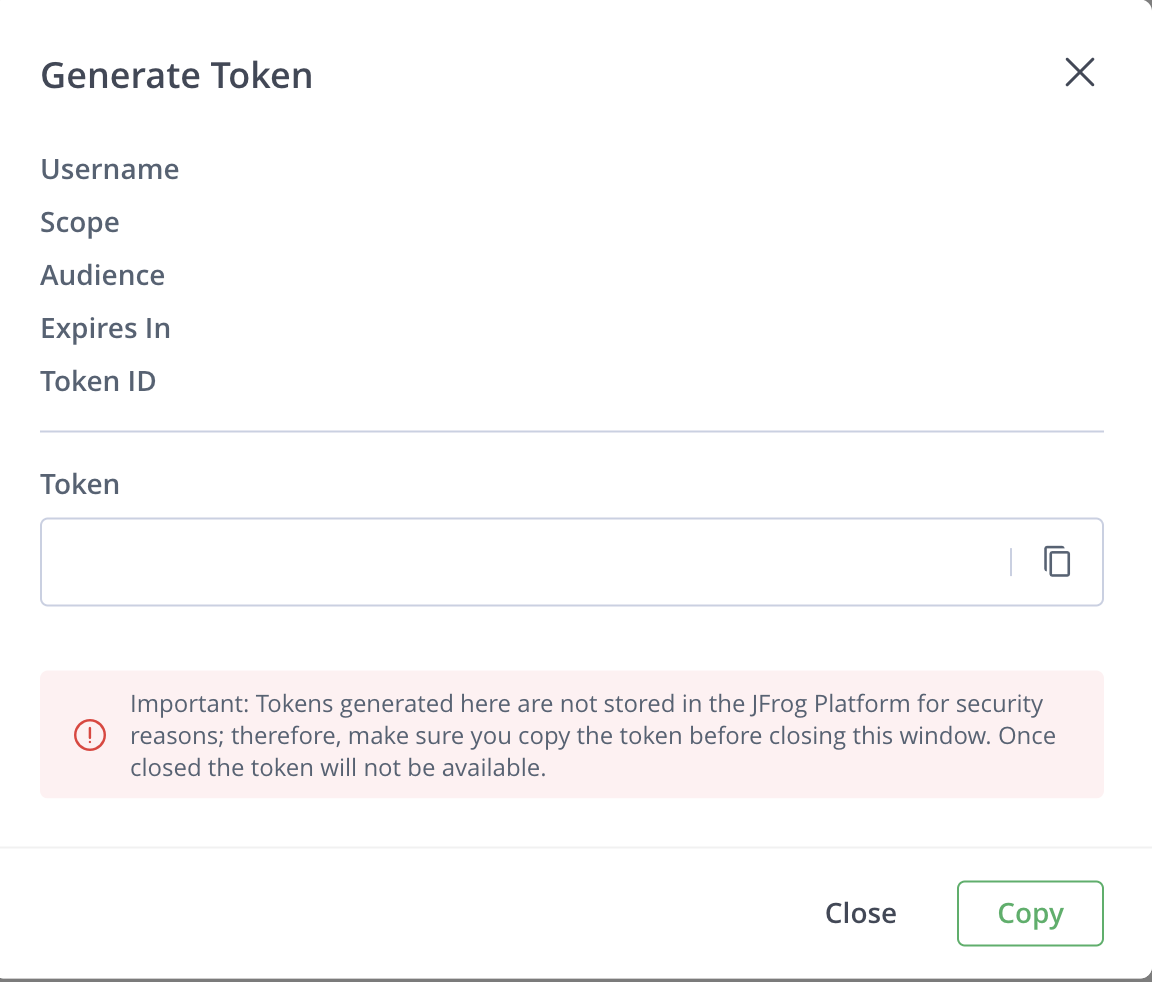 Generate Token
Username
Scope
Audience
Expires In
Token ID
Token
Important: Tokens generated here are not stored in the JFrog Platform for security
reasons; therefore, make sure you copy the token before closing this window. Once
closed the token will not be available.
Close
Copy